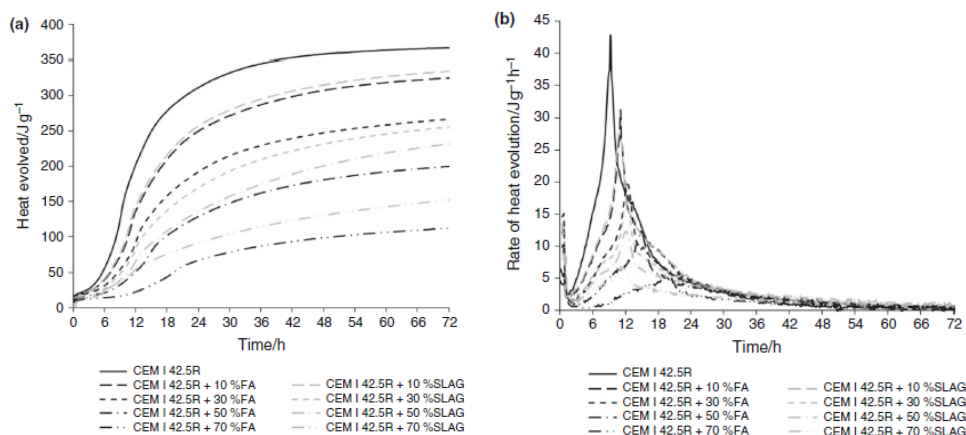 (a)
400
350
300
250
200
150
100
50
0
Heat evolved/J g–1
0 6 12 18 24 30 36 42 48 54 60 66 72
Time/h
CEM I 42.5R
CEM I 42.5R + 10 %FA
CEM I 42.5R + 30 %FA
CEM I 42.5R + 50 %FA
CEM I 42.5R + 70 %FA
CEM I 42.5R + 10 %SLAG
CEM I 42.5R + 30 %SLAG
CEM I 42.5R + 50 %SLAG
CEM I 42.5R + 70 %SLAG
(b)
45
40
35
30
25
20
15
10
5
0
Rate of heat evolution/J g–1h–1
0 6 12 18 24 30 36 42 48 54 60 66 72
Time/h
CEM I 42.5R
CEM I 42.5R + 10 %FA
CEM I 42.5R + 30 %FA
CEM I 42.5R + 50 %FA
CEM I 42.5R + 70 %FA
CEM I 42.5R + 10 %SLAG
CEM I 42.5R + 30 %SLAG
CEM I 42.5R + 50 %SLAG
CEM I 42.5R + 70 %SLAG